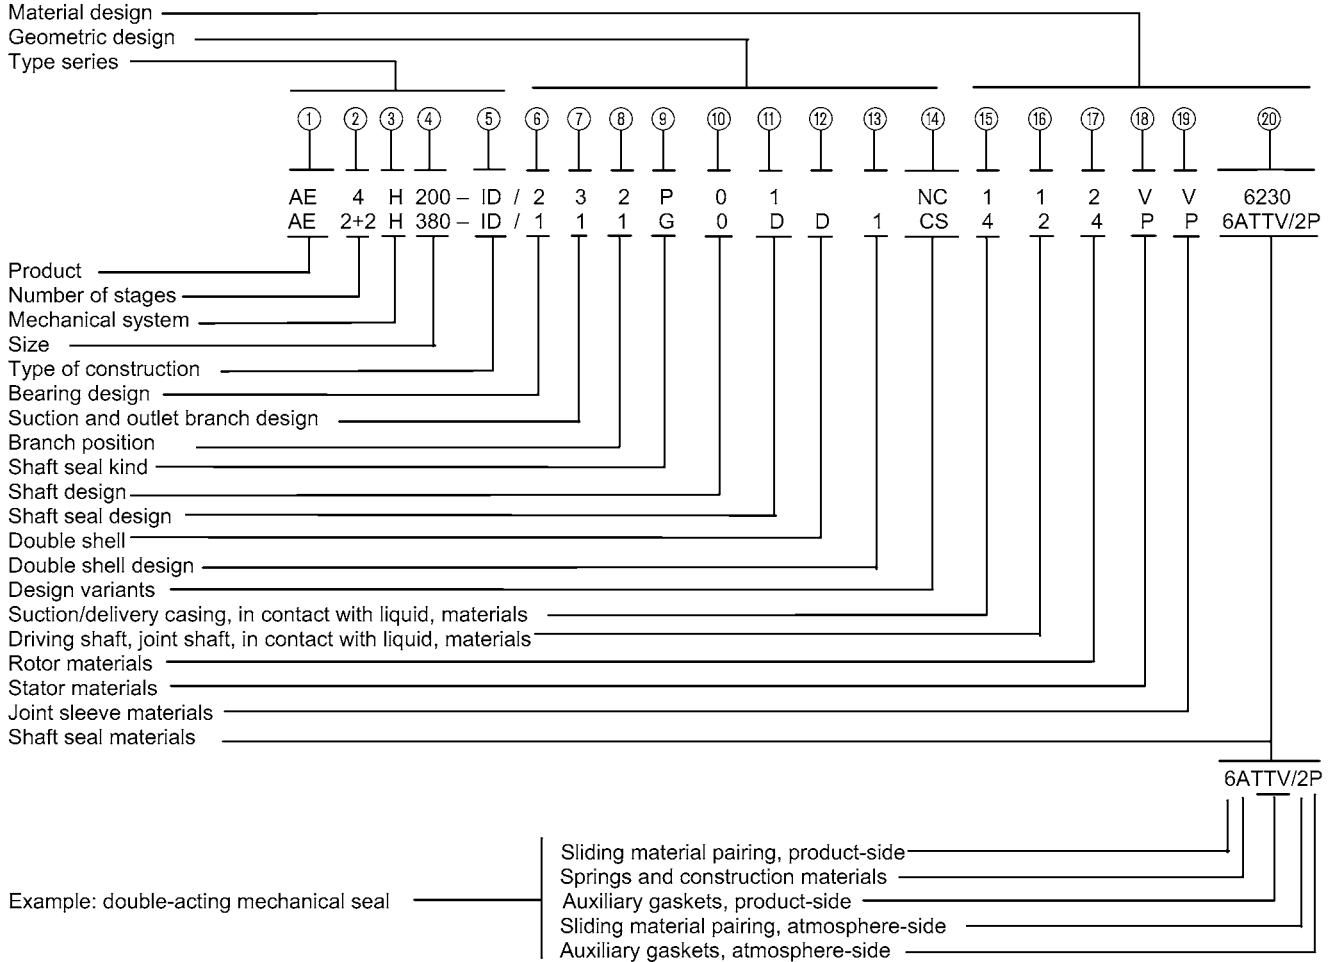 Material design
Geometric design
Type series
① ② ③ ④ ⑤ ⑥ ⑦ ⑧ ⑨ ⑩ ⑪ ⑫ ⑬ ⑭ ⑮ ⑯ ⑰ ⑱ ⑲ ⑳
AE 4 H 200 – ID / 2 3 2 P 0 1 NC 1 1 2 V V 6230
AE 2+2 H 380 – ID / 1 1 1 G 0 D D 1 CS 4 2 4 P P 6ATTV/2P
Product
Number of stages
Mechanical system
Size
Type of construction
Bearing design
Suction and outlet branch design
Branch position
Shaft seal kind
Shaft design
Shaft seal design
Double shell
Double shell design
Design variants
Suction/delivery casing, in contact with liquid, materials
Driving shaft, joint shaft, in contact with liquid, materials
Rotor materials
Stator materials
Joint sleeve materials
Shaft seal materials
6ATTV/2P
Sliding material pairing, product-side
Springs and construction materials
Example: double-acting mechanical seal
Auxiliary gaskets, product-side
Sliding material pairing, atmosphere-side
Auxiliary gaskets, atmosphere-side